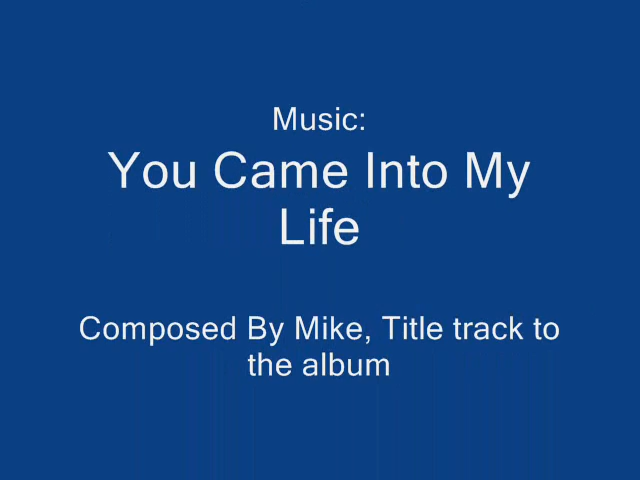 Music:
You Came Into My
Life
Composed By Mike, Title track to
the album